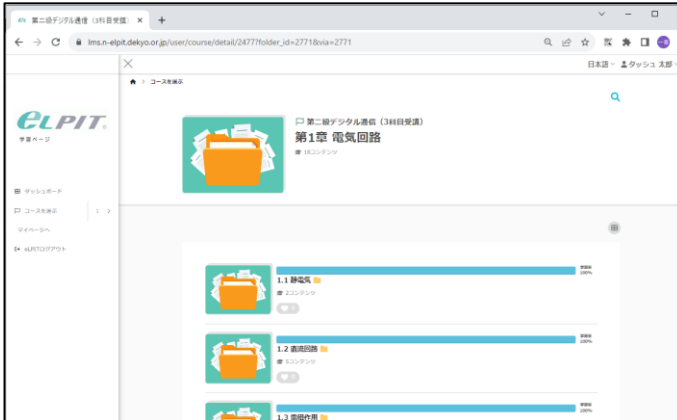 第二級デジタル通信（3科目受講）
lms.n-elpit.dekyo.or.jp/user/course/detail/2477?folder_id=2771&via=2771
日本語 タッシュ 太郎
コースを選ぶ
eLPIT
学習ページ
第二級デジタル通信（3科目受講）
第1章 電気回路
18コンテンツ
ダッシュボード
コースを選ぶ
マイページへ
eLPITログアウト
1.1 静電気
2コンテンツ
100%
1.2 直流回路
6コンテンツ
100%
1.3 電磁作用
100%